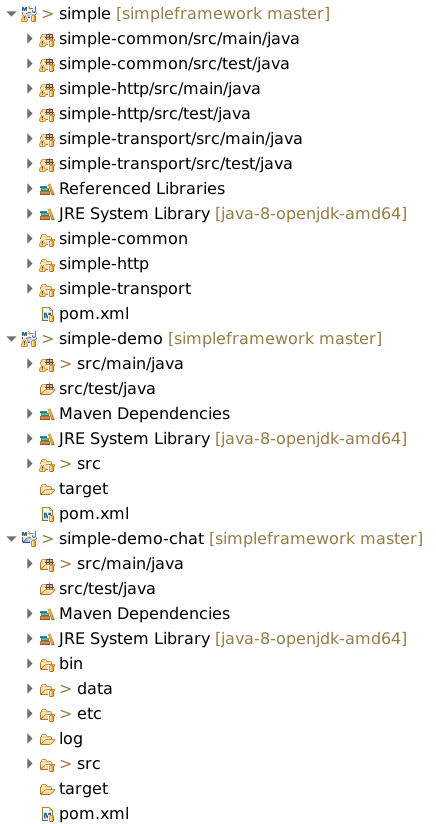 > simple [simpleframework master]
simple-common/src/main/java
simple-common/src/test/java
simple-http/src/main/java
simple-http/src/test/java
simple-transport/src/main/java
simple-transport/src/test/java
Referenced Libraries
JRE System Library [java-8-openjdk-amd64]
simple-common
simple-http
simple-transport
pom.xml
> simple-demo [simpleframework master]
> src/main/java
src/test/java
Maven Dependencies
JRE System Library [java-8-openjdk-amd64]
> src
target
pom.xml
> simple-demo-chat [simpleframework master]
> src/main/java
src/test/java
Maven Dependencies
JRE System Library [java-8-openjdk-amd64]
bin
> data
> etc
log
> src
target
pom.xml